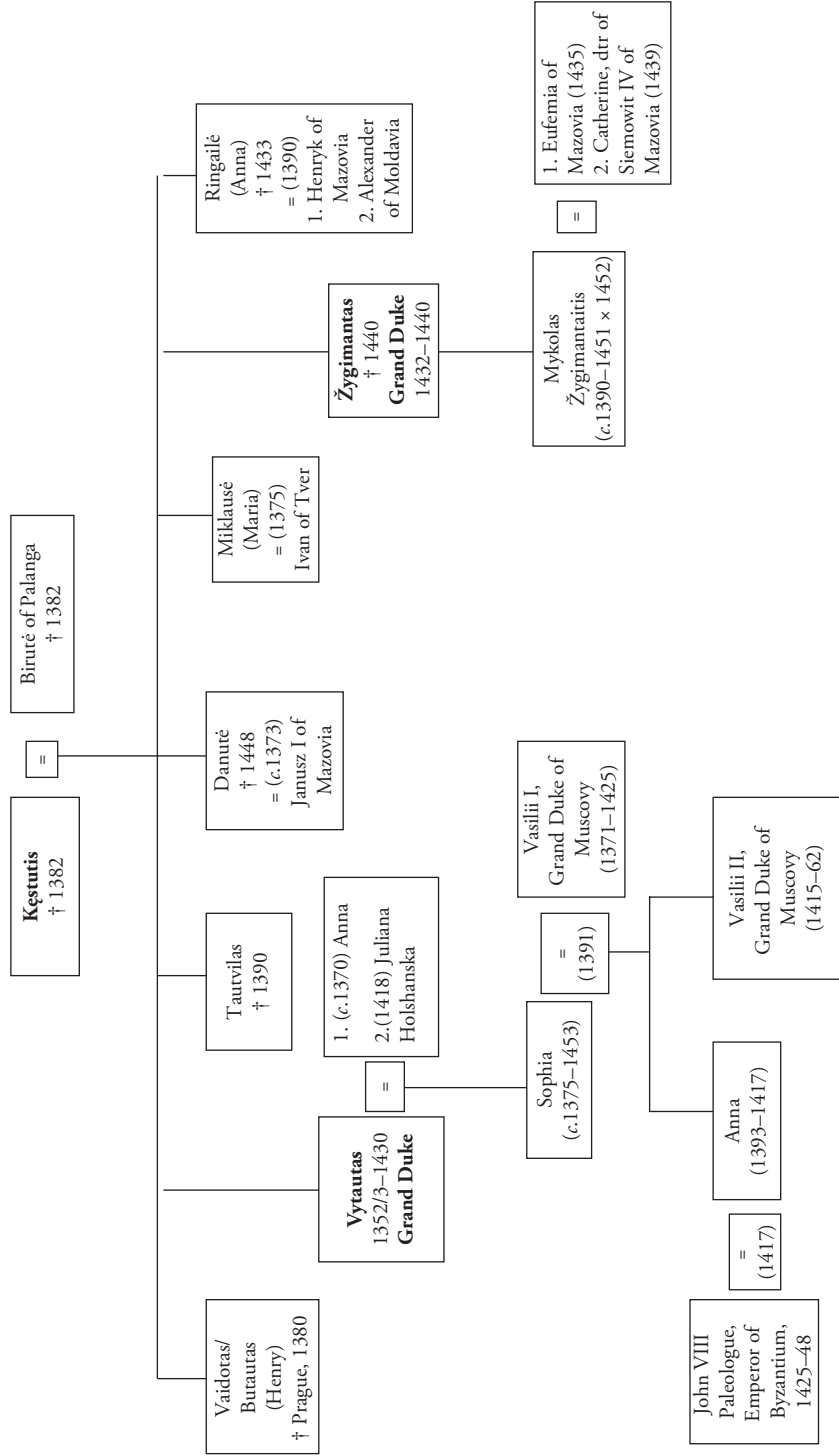 Kęstutis
† 1382
=
Birutė of Palanga
† 1382
Vaidotas/
Butautas
(Henry)
† Prague, 1380
Vytautas
1352/3–1430
Grand Duke
=
1. (c.1370) Anna
2.(1418) Juliana
Holshanska
Tautvilas
† 1390
Danutė
† 1448
= (c.1373)
Janusz I of
Mazovia
Miklausė
(Maria)
= (1375)
Ivan of Tver
Žygimantas
† 1440
Grand Duke
1432–1440
Ringailė
(Anna)
† 1433
= (1390)
1. Henryk of
Mazovia
2. Alexander
of Moldavia
Sophia
(c.1375–1453)
=
(1391)
Vasilii I,
Grand Duke of
Muscovy
(1371–1425)
Mykolas
Žygimantaitis
(c.1390–1451 × 1452)
=
1. Eufemia of
Mazovia (1435)
2. Catherine, dtr of
Siemowit IV of
Mazovia (1439)
John VIII
Paleologue,
Emperor of
Byzantium,
1425–48
=
(1417)
Anna
(1393–1417)
Vasilii II,
Grand Duke of
Muscovy
(1415–62)